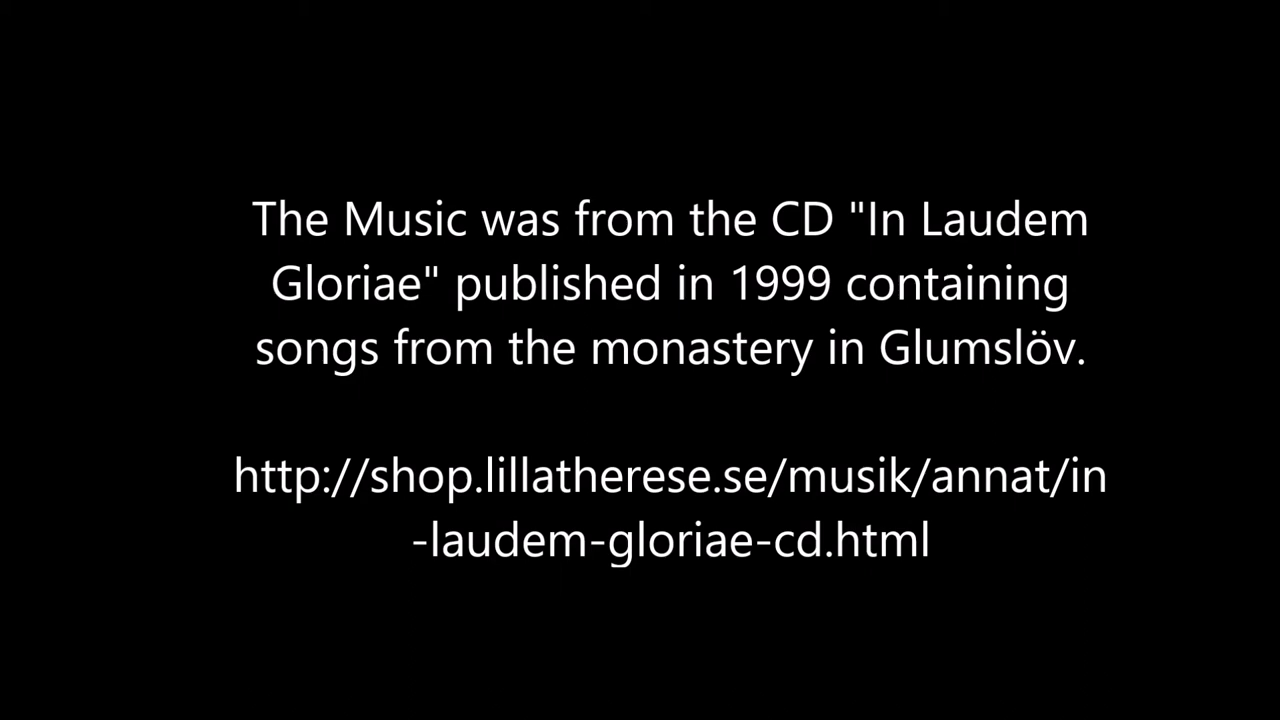 The Music was from the CD "In Laudem
Gloriae" published in 1999 containing
songs from the monastery in Glumslöv.
http://shop.lillatherese.se/musik/annat/in
-laudem-gloriae-cd.html